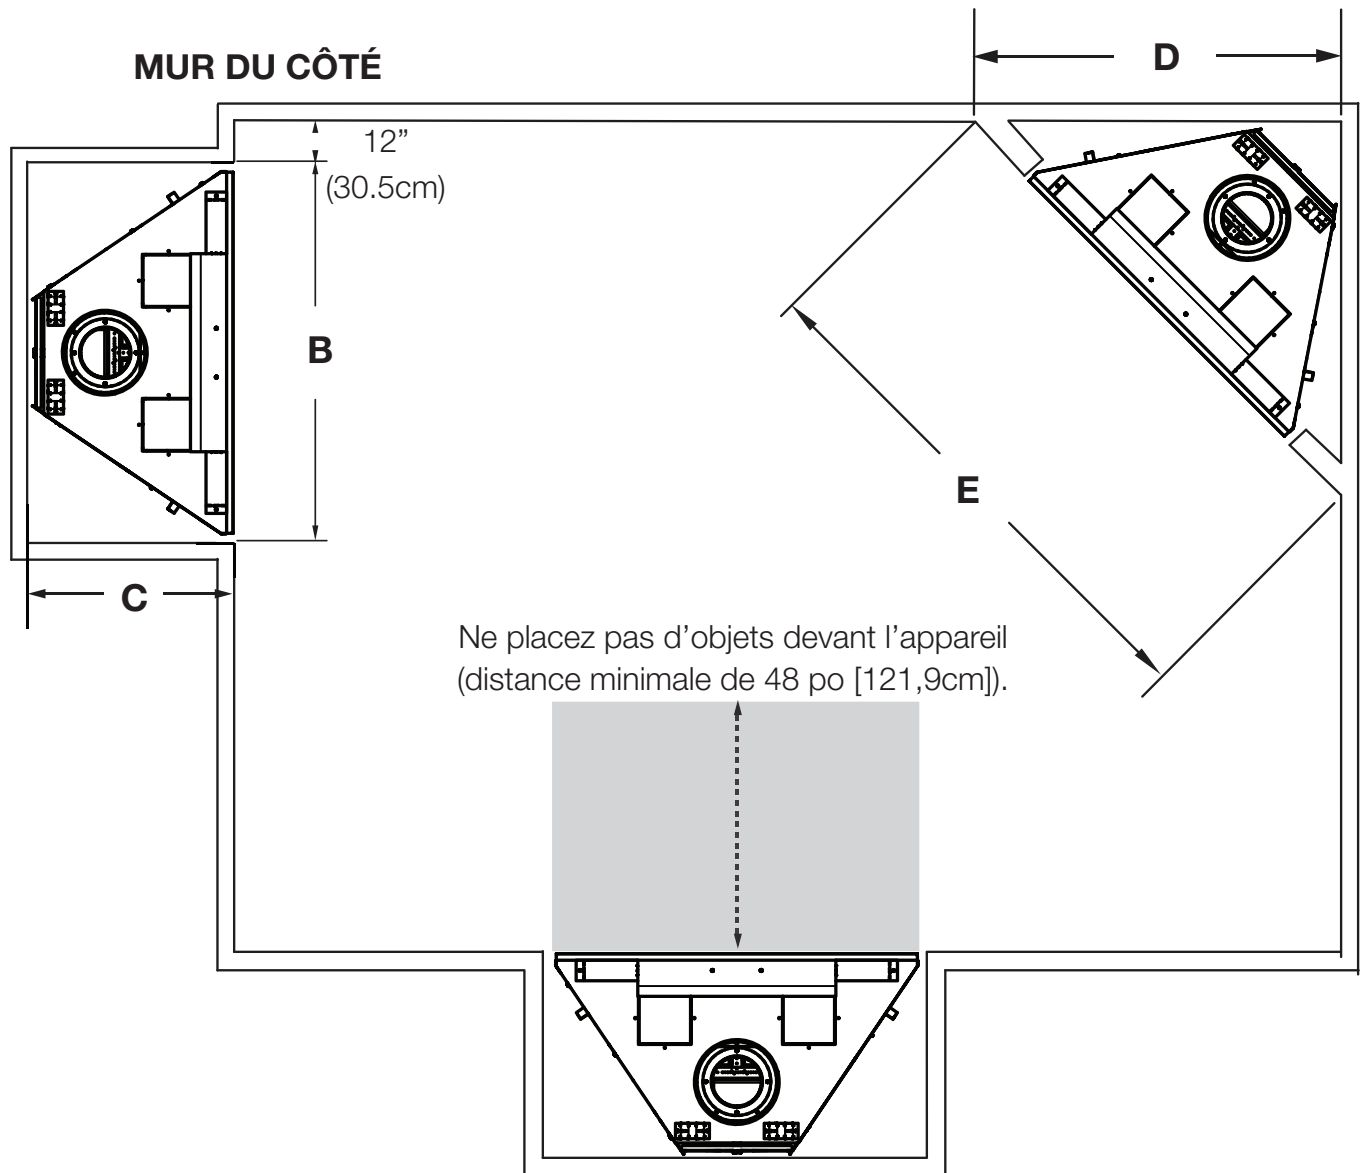 MUR DU CÔTÉ
D
12”
(30.5cm)
B
E
C
Ne placez pas d’objets devant l’appareil
(distance minimale de 48 po [121,9cm]).